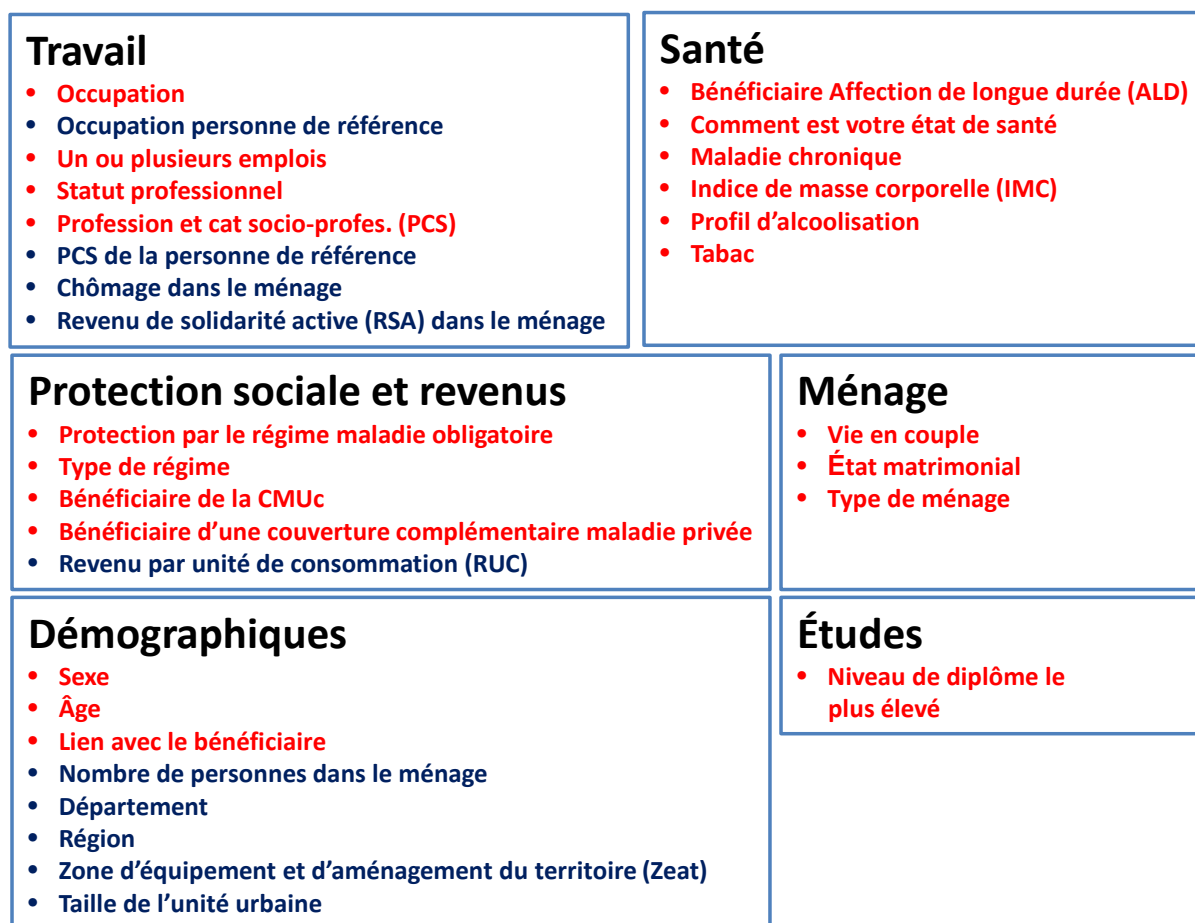 Travail
• Occupation
• Occupation personne de référence
• Un ou plusieurs emplois
• Statut professionnel
• Profession et cat socio-profes. (PCS)
• PCS de la personne de référence
• Chômage dans le ménage
• Revenu de solidarité active (RSA) dans le ménage
Santé
• Bénéficiaire Affection de longue durée (ALD)
• Comment est votre état de santé
• Maladie chronique
• Indice de masse corporelle (IMC)
• Profil d’alcoolisation
• Tabac
Protection sociale et revenus
• Protection par le régime maladie obligatoire
• Type de régime
• Bénéficiaire de la CMUc
• Bénéficiaire d’une couverture complémentaire maladie privée
• Revenu par unité de consommation (RUC)
Ménage
• Vie en couple
• État matrimonial
• Type de ménage
Démographiques
• Sexe
• Âge
• Lien avec le bénéficiaire
• Nombre de personnes dans le ménage
• Département
• Région
• Zone d’équipement et d’aménagement du territoire (Zeat)
• Taille de l’unité urbaine
Études
• Niveau de diplôme le
plus élevé